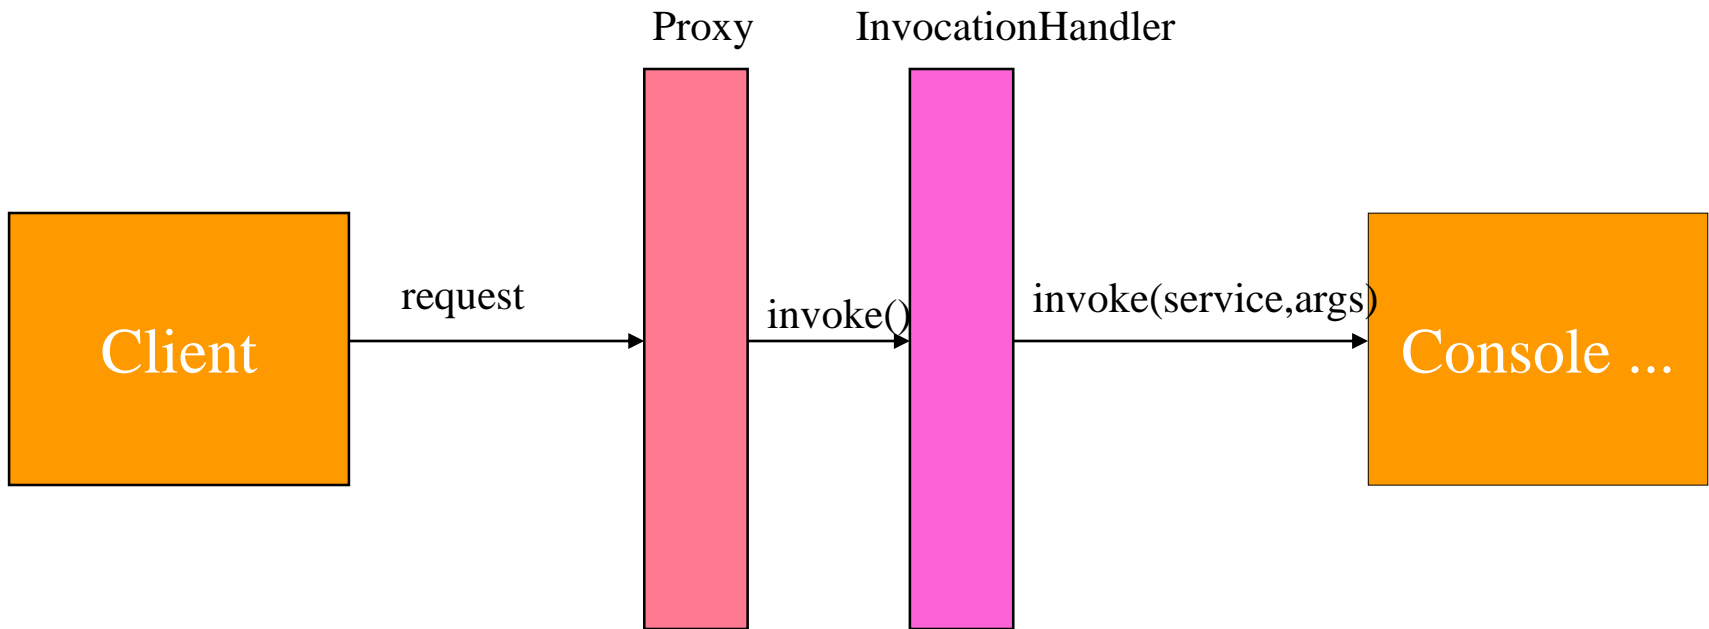 Proxy
InvocationHandler
request
invoke()
invoke(service,args)
Client
Console ...